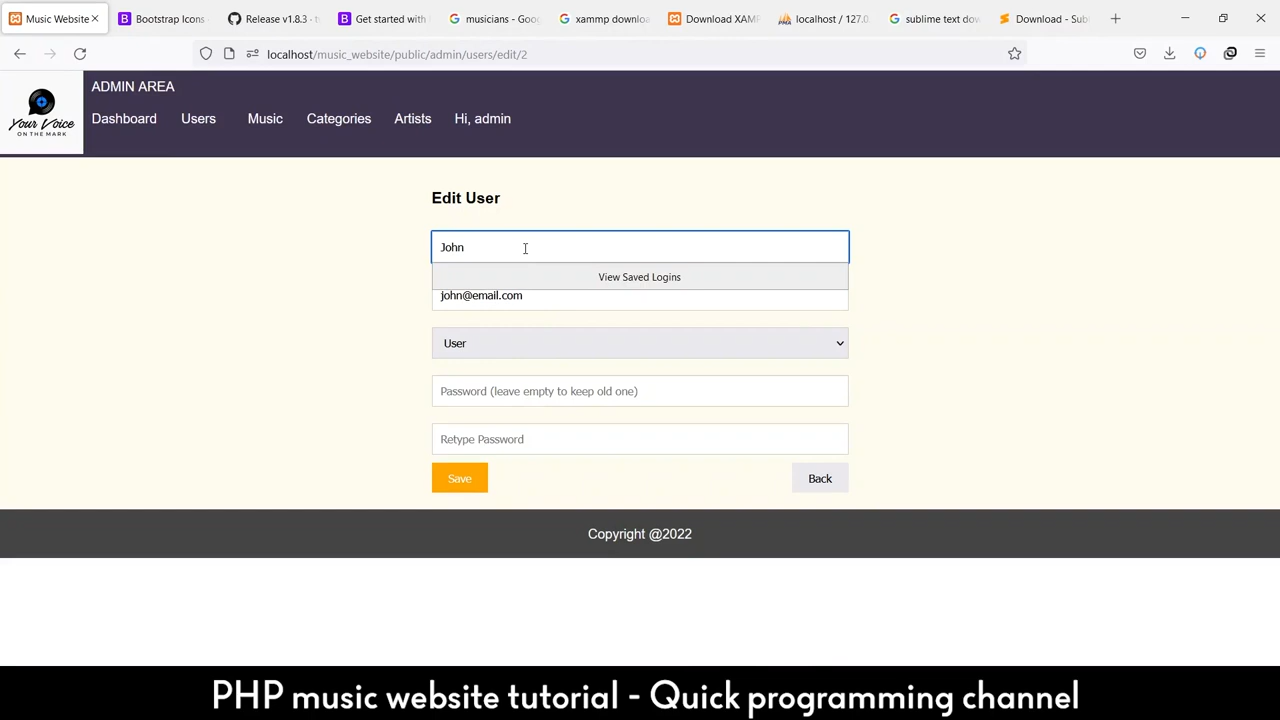 Music Website
Bootstrap Icons
Release v1.8.3 - t
Get started with
musicians - Goo
xammp downlo
Download XAMP
localhost / 127.0
sublime text do
Download - Sub
localhost/music_website/public/admin/users/edit/2
YOUR VOICE
ON THE MARK
ADMIN AREA
Dashboard Users Music Categories Artists Hi, admin
Edit User
John
View Saved Logins
john@email.com
User
Password (leave empty to keep old one)
Retype Password
Save Back
Copyright @2022
PHP music website tutorial - Quick programming channel